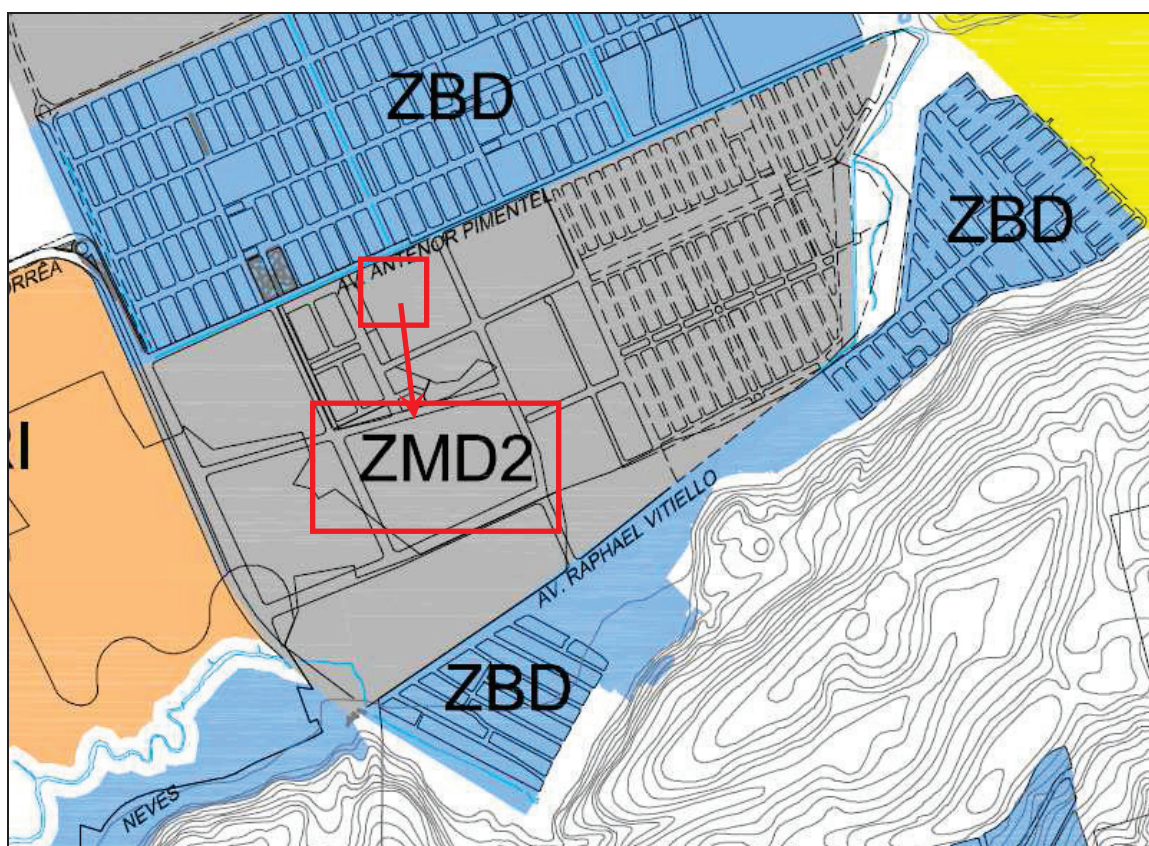 ZBD
AV. ANTENOR PIMENTEL
ZBD
ZMD2
AV. RAPHAEL VITIELLO
ZBD
NEVES